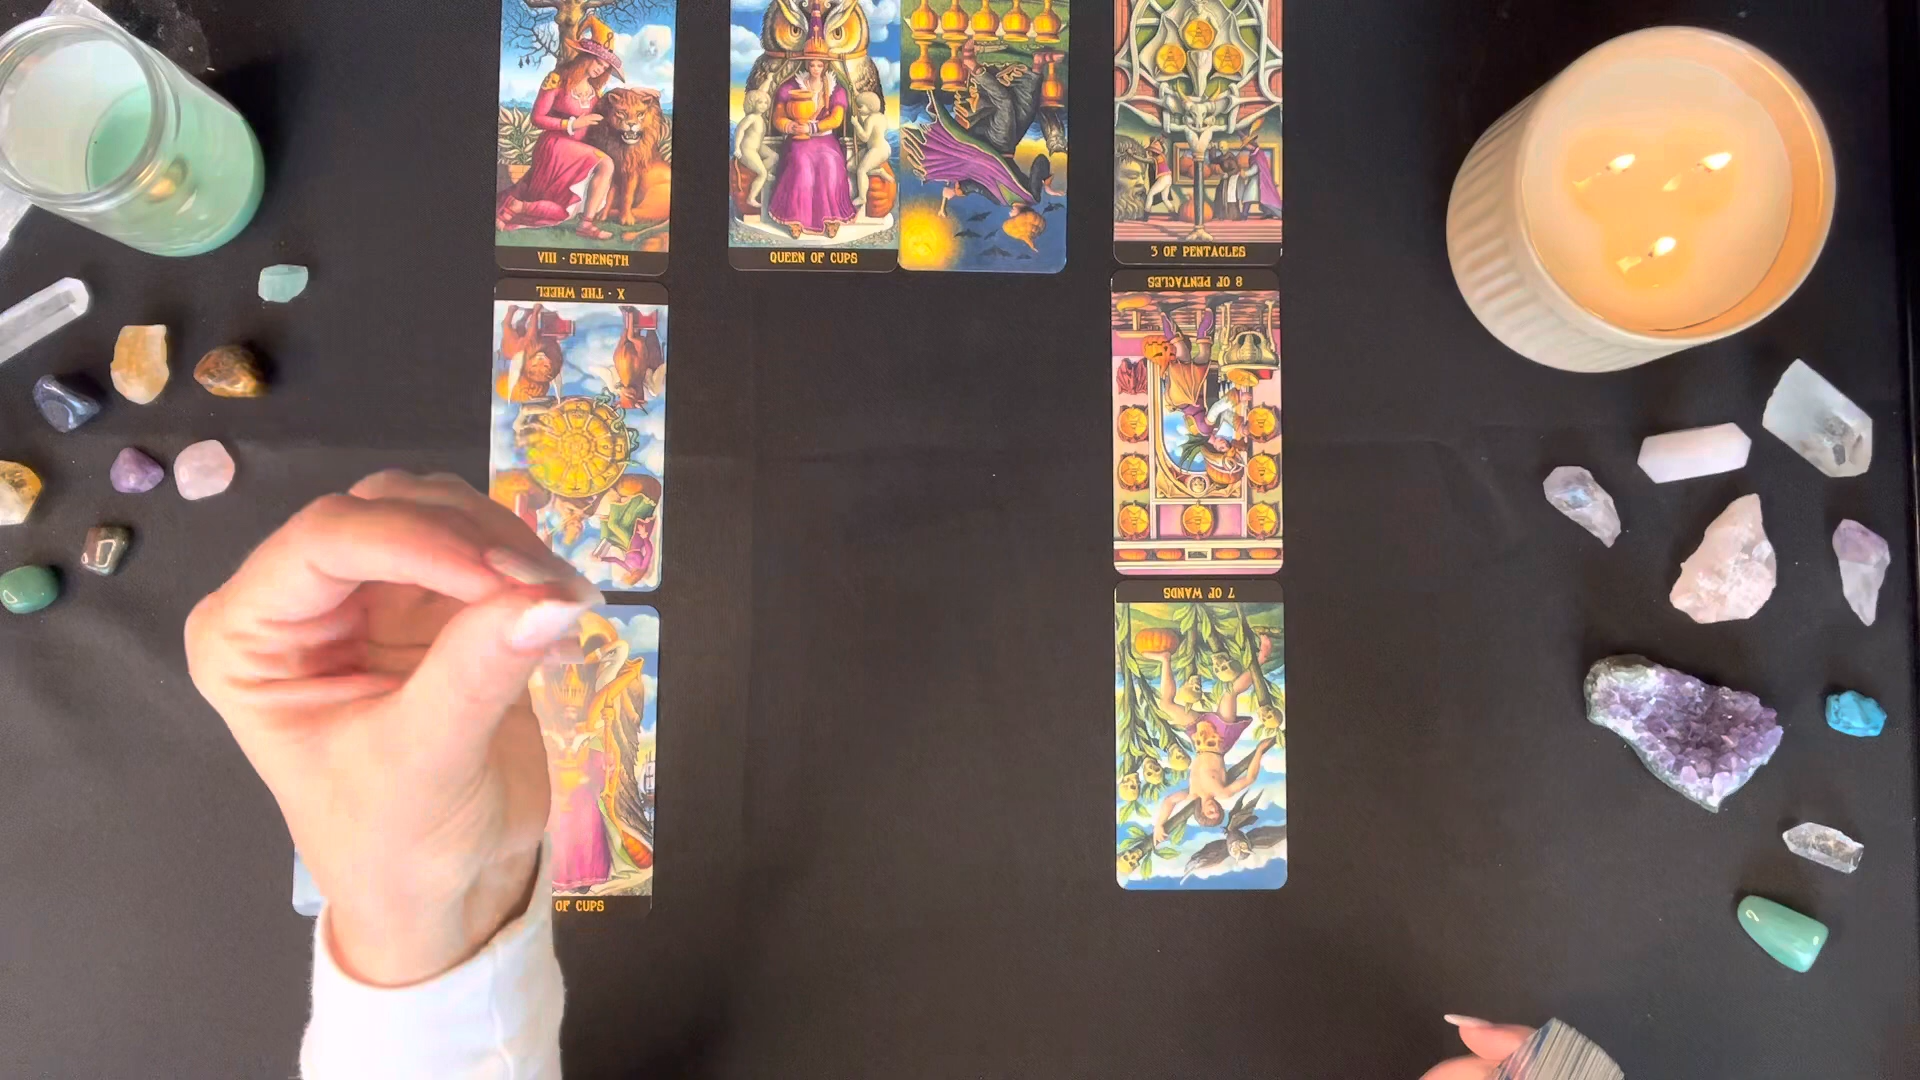 VIII · STRENGTH
QUEEN OF CUPS
3 OF PENTACLES
X · THE WHEEL
8 OF PENTACLES
7 OF WANDS
OF CUPS